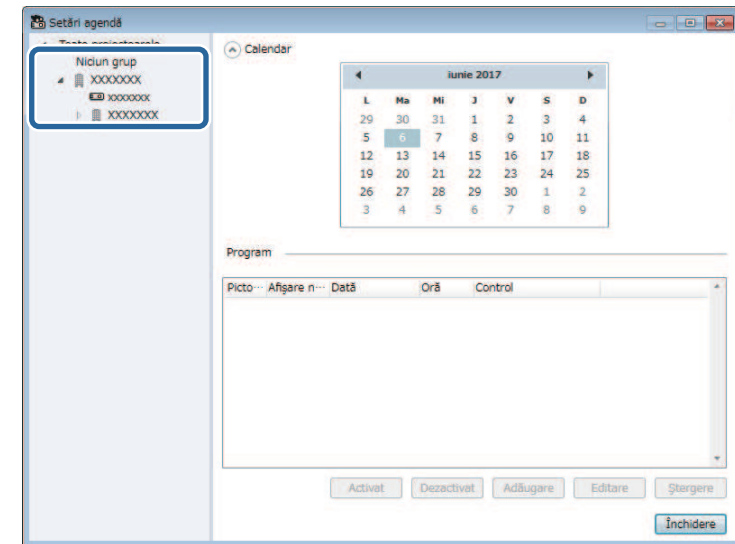 Setări agendă
Toate proiectoarele
Niciun grup
XXXXXXX
XXXXXXX
XXXXXXX
Calendar
iunie 2017
L Ma Mi J V S D
29 30 31 1 2 3 4
5 6 7 8 9 10 11
12 13 14 15 16 17 18
19 20 21 22 23 24 25
26 27 28 29 30 1 2
3 4 5 6 7 8 9
Program
Picto··· Afișare n··· Dată Oră Control
Activat Dezactivat Adăugare Editare Ștergere
Închidere